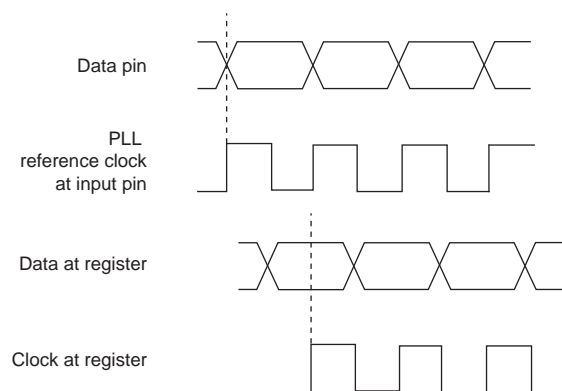 Data pin
PLL
reference clock
at input pin
Data at register
Clock at register